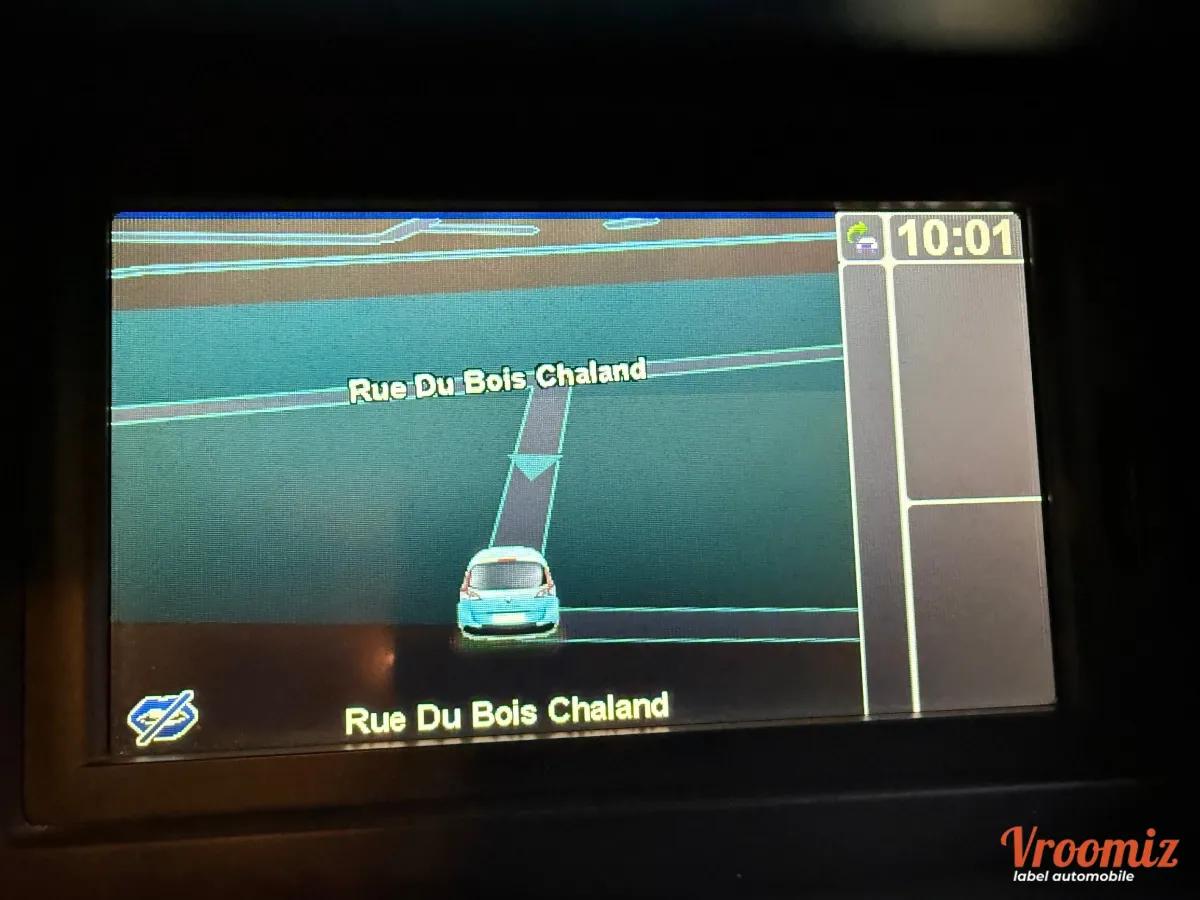 10:01
Rue Du Bois Chaland
Rue Du Bois Chaland
Vroomiz
label automobile